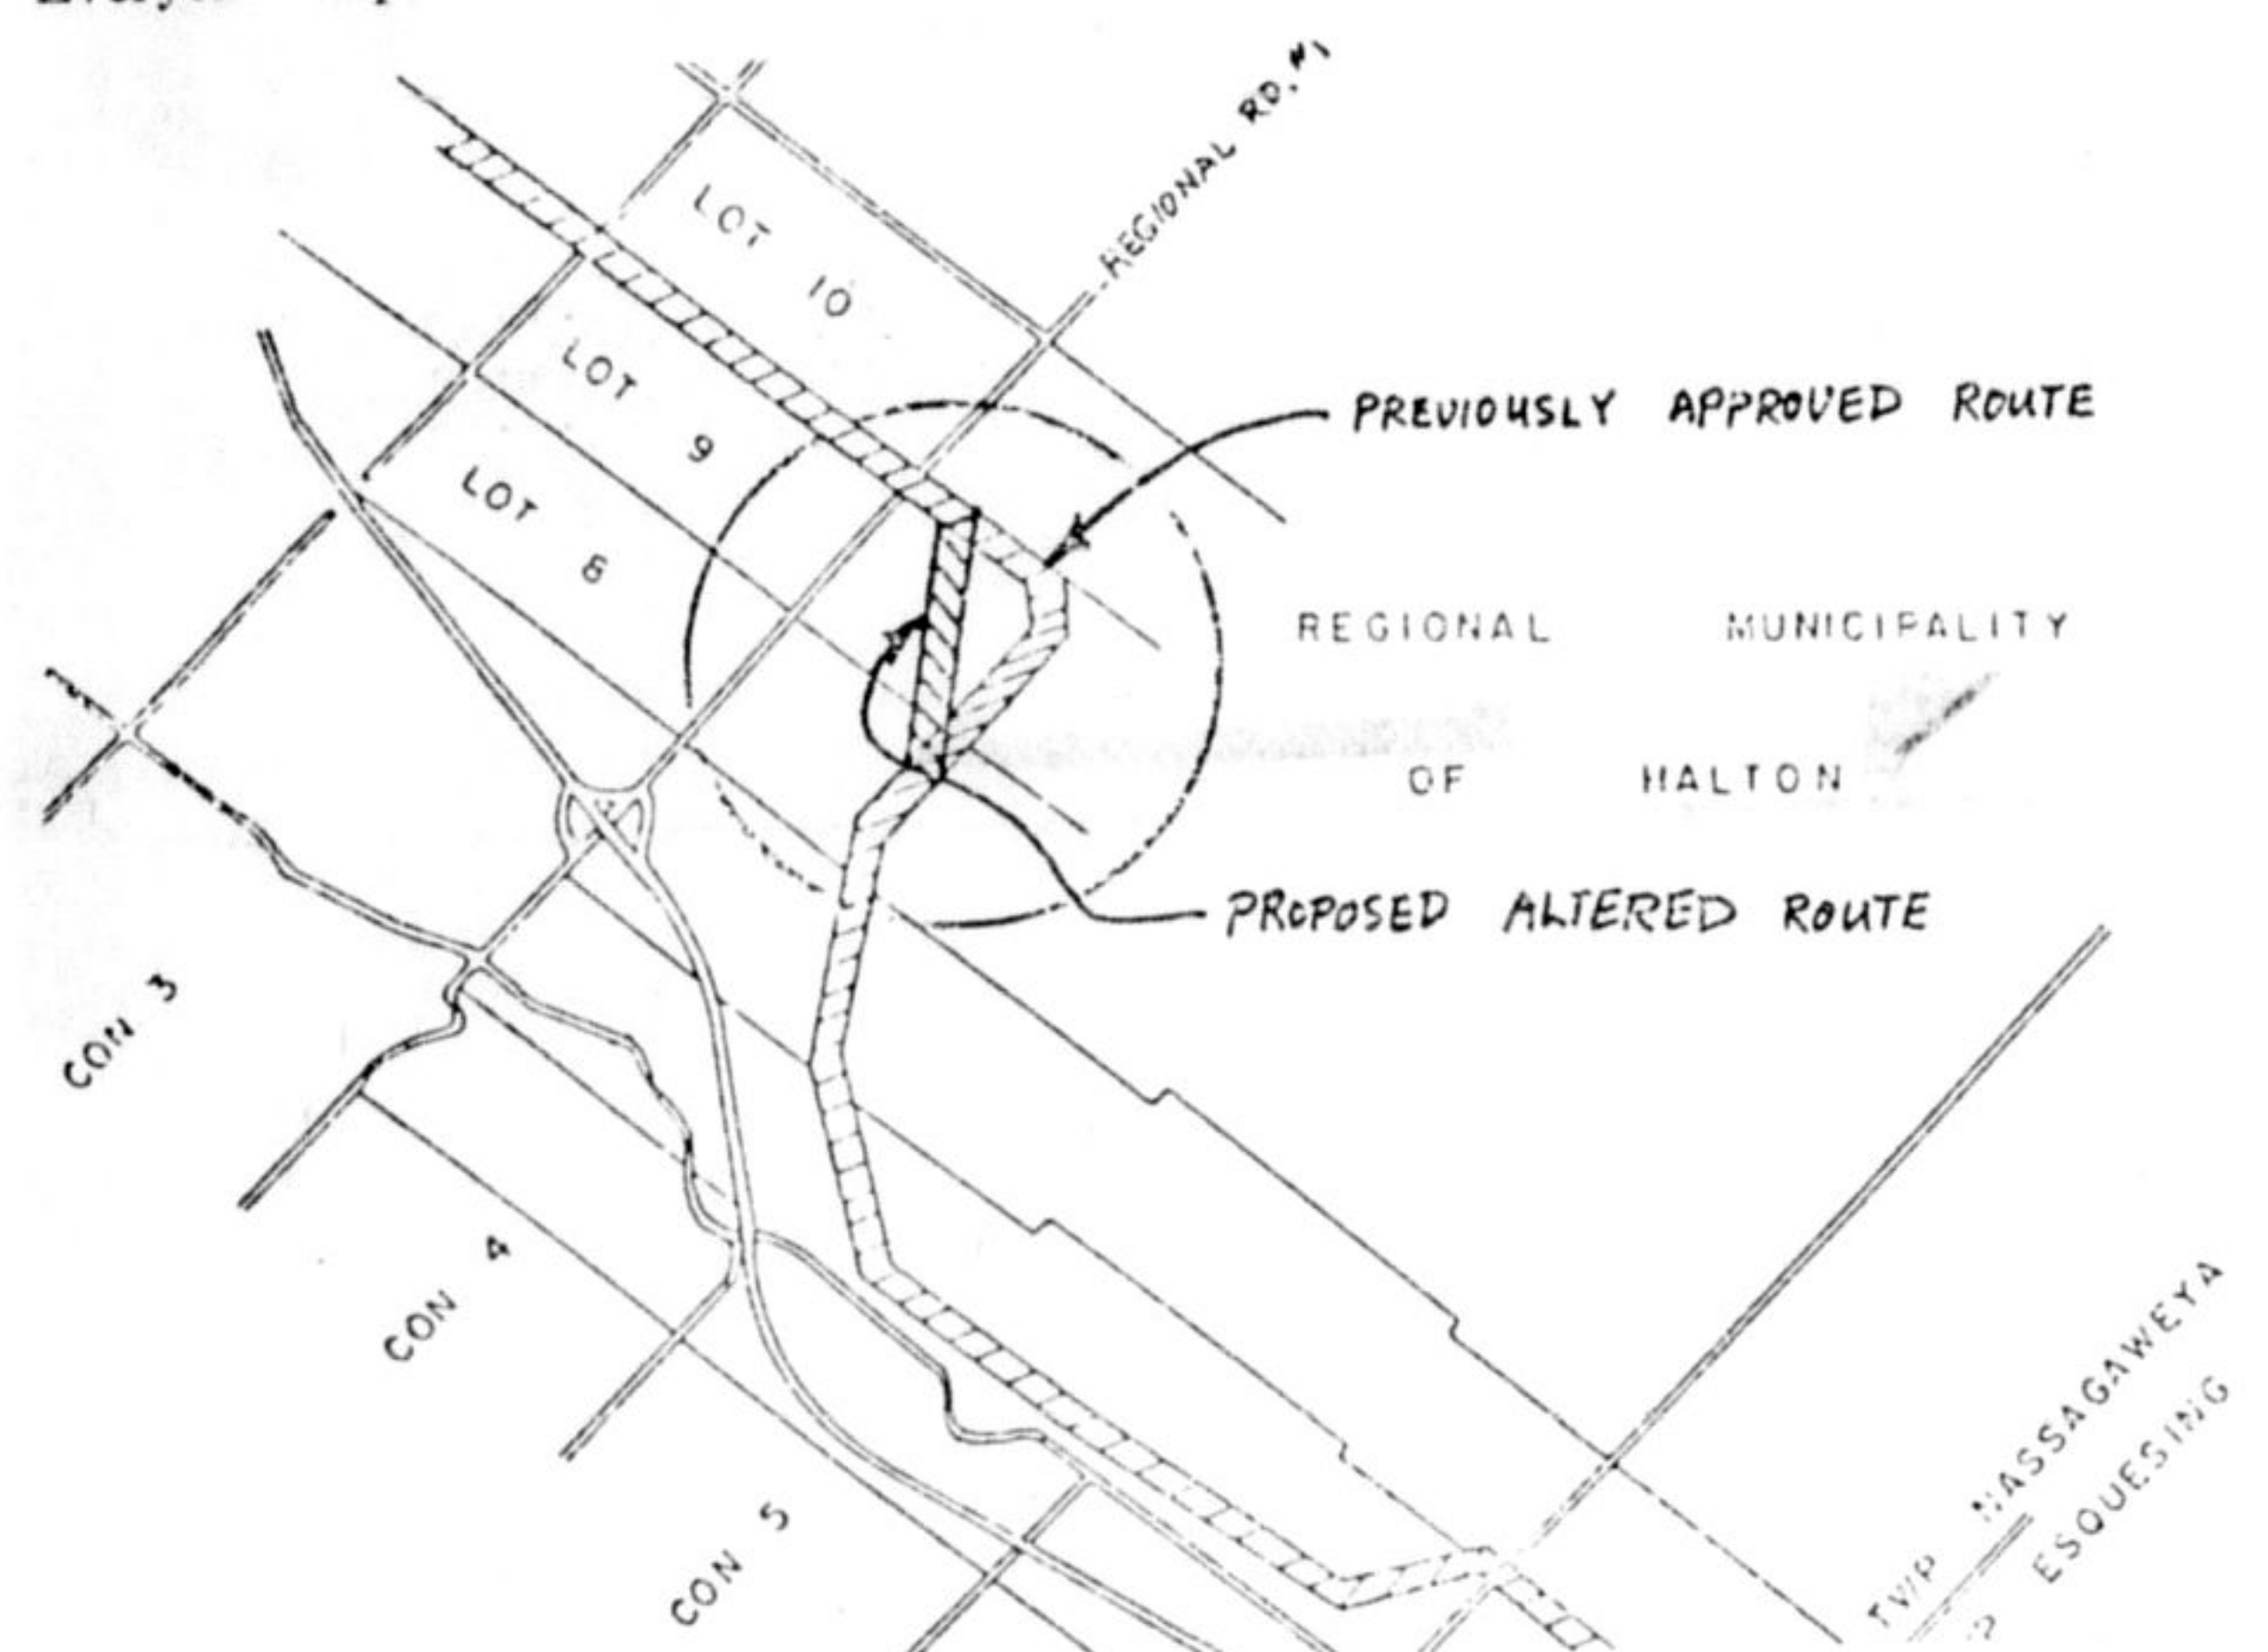 REGIONAL RD. #1
LOT 10
LOT 9
LOT 8
PREVIOUSLY APPROVED ROUTE
REGIONAL MUNICIPALITY
OF HALTON
PROPOSED ALTERED ROUTE
CON 3
CON 4
CON 5
TWP
NASSAGAWEYA
ESQUESING